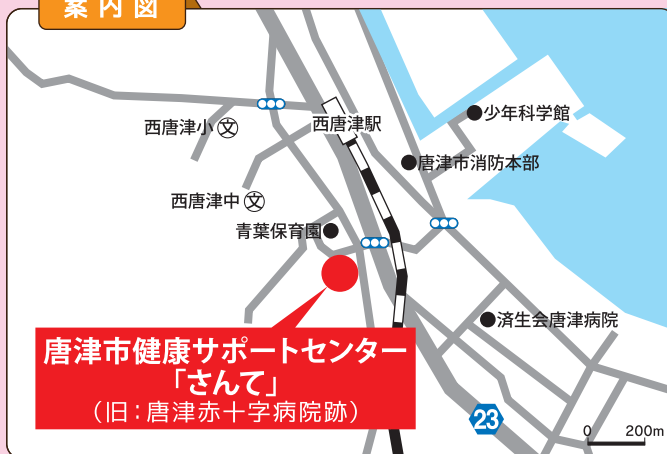 案内図
少年科学館
西唐津駅
西唐津小
文
唐津市消防本部
西唐津中
文
青葉保育園
済生会唐津病院
唐津市健康サポートセンター
「さんて」
（旧：唐津赤十字病院跡）
23
0 200m